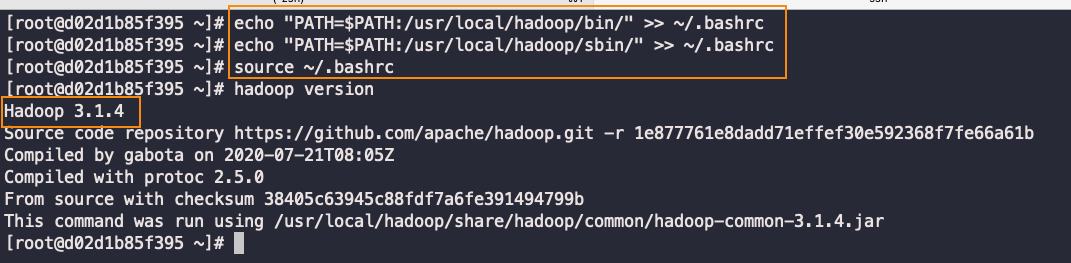 [root@d02d1b85f395 ~]# echo "PATH=$PATH:/usr/local/hadoop/bin/" >> ~/.bashrc
[root@d02d1b85f395 ~]# echo "PATH=$PATH:/usr/local/hadoop/sbin/" >> ~/.bashrc
[root@d02d1b85f395 ~]# source ~/.bashrc
[root@d02d1b85f395 ~]# hadoop version
Hadoop 3.1.4
Source code repository https://github.com/apache/hadoop.git -r 1e877761e8dadd71effef30e592368f7fe66a61b
Compiled by gabota on 2020-07-21T08:05Z
Compiled with protoc 2.5.0
From source with checksum 38405c63945c88fdf7a6fe391494799b
This command was run using /usr/local/hadoop/share/hadoop/common/hadoop-common-3.1.4.jar
[root@d02d1b85f395 ~]#